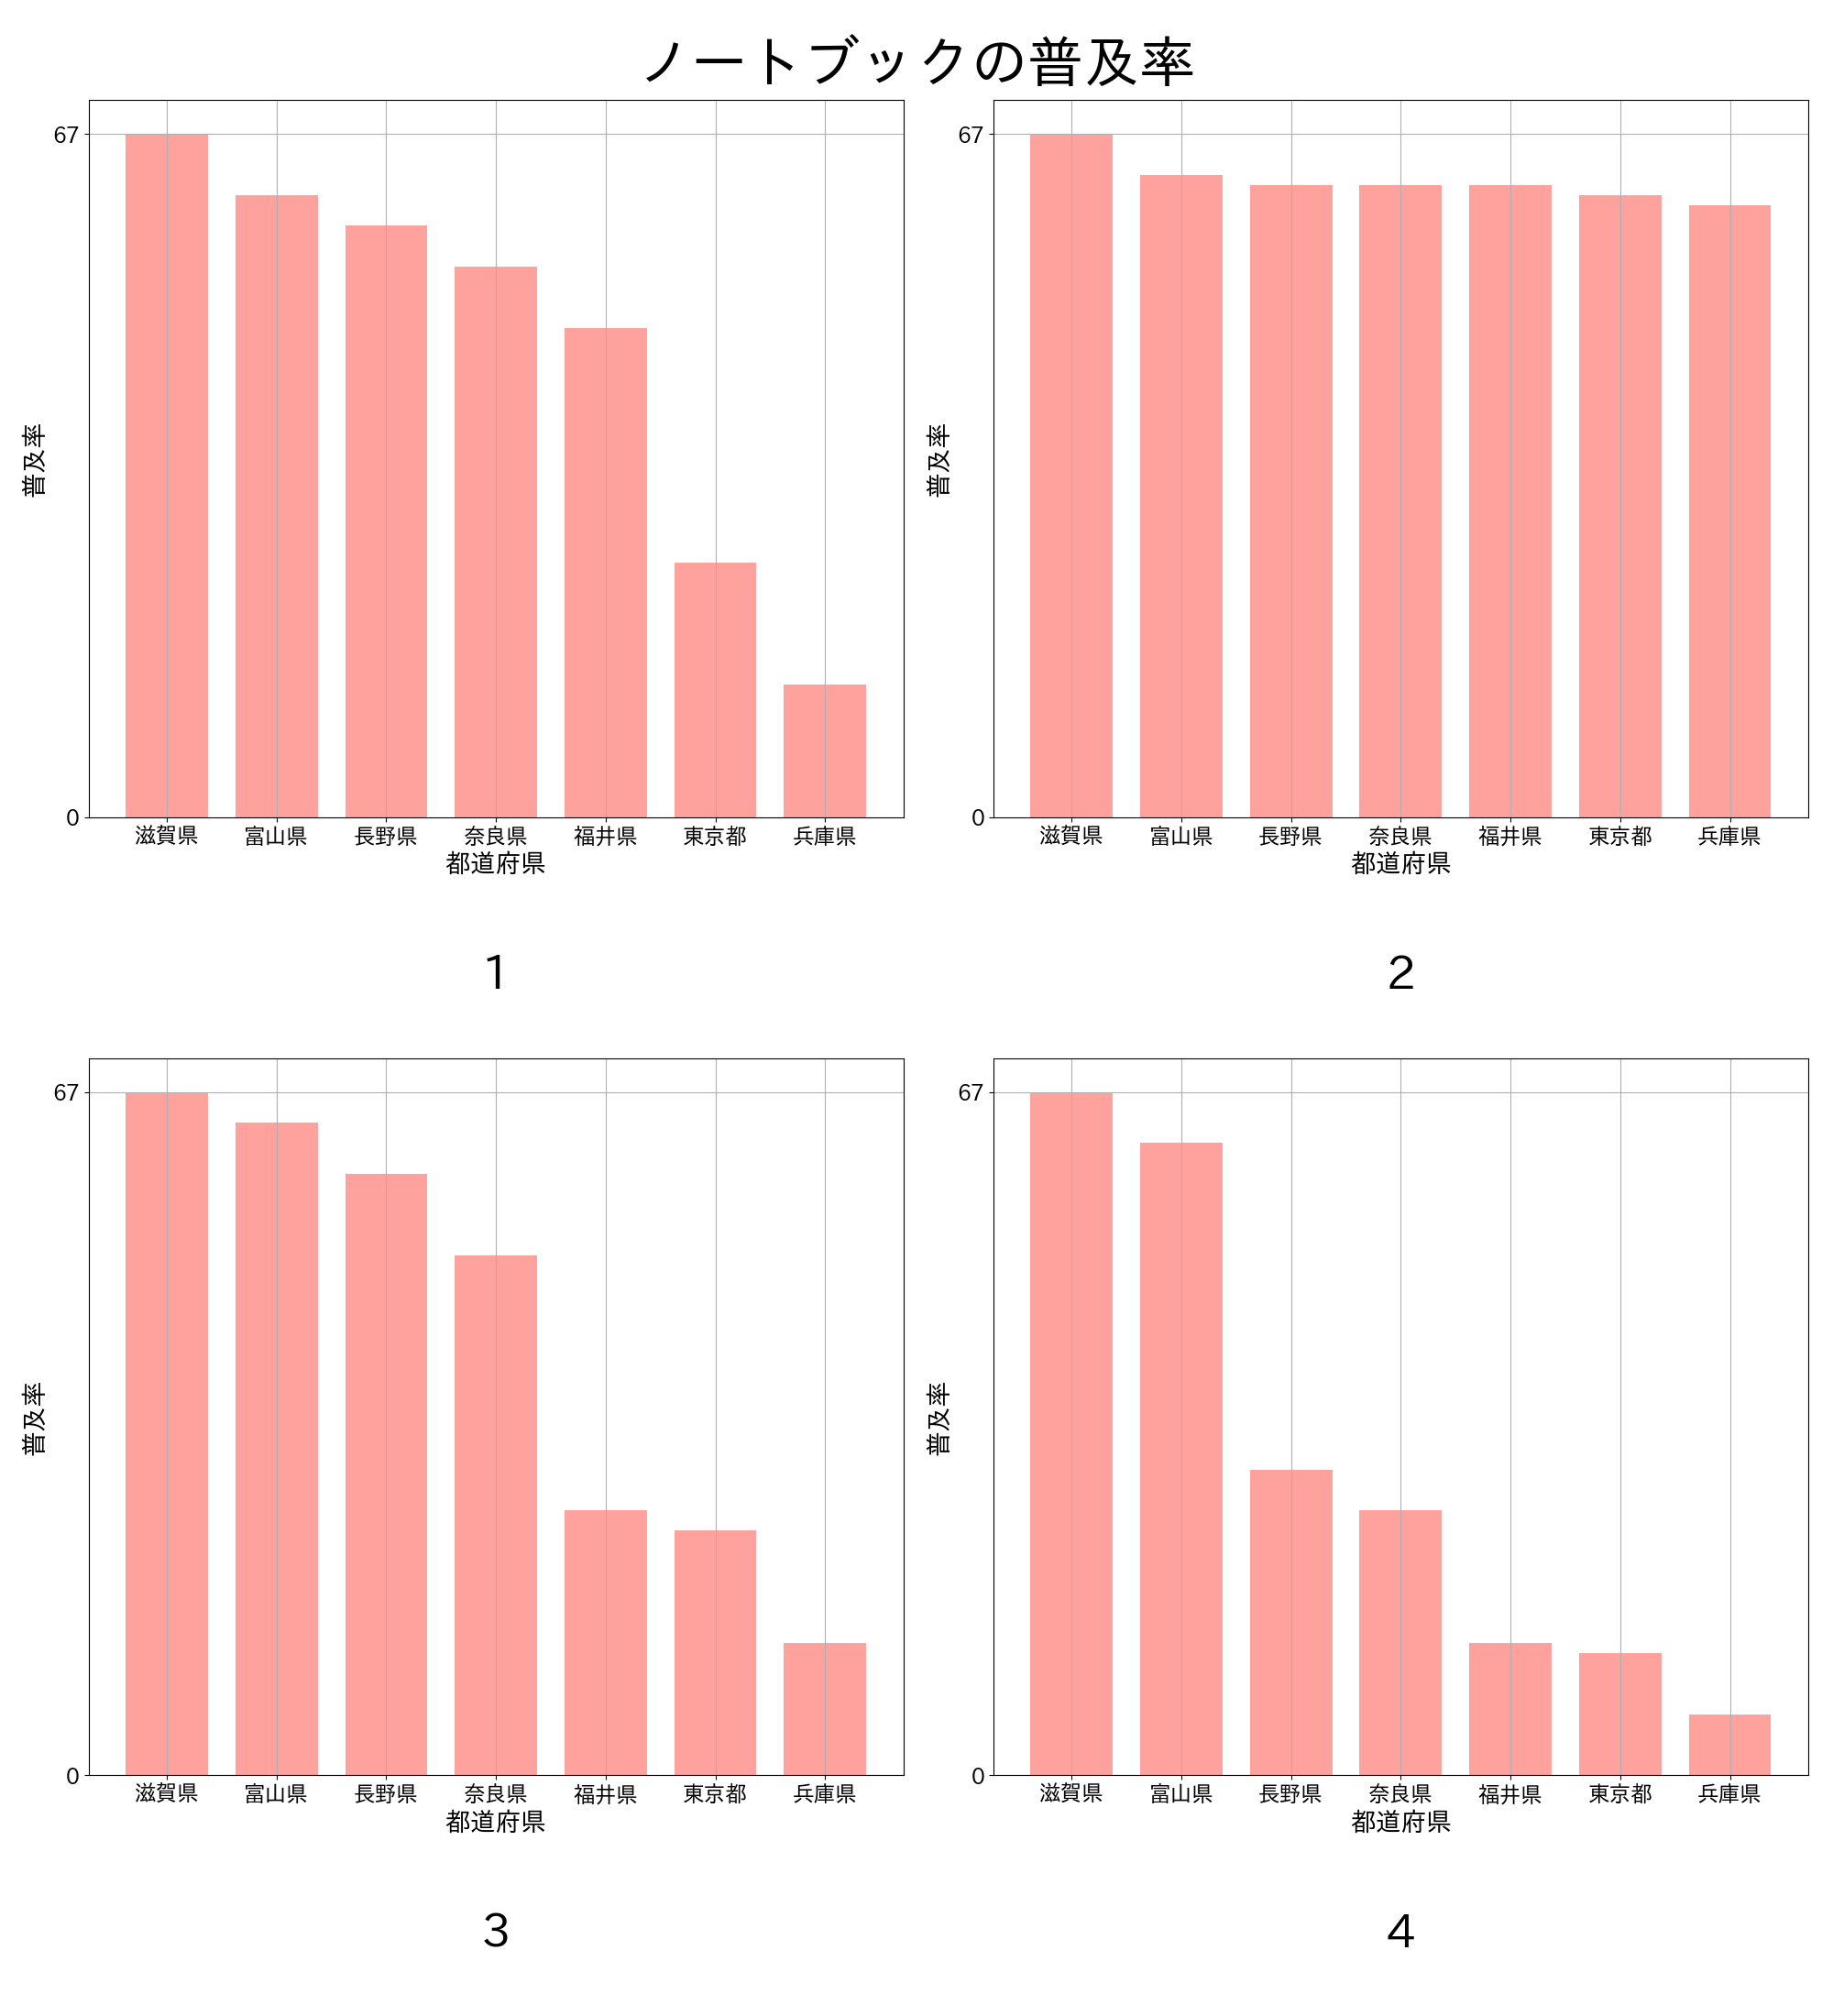 ノートブックの普及率
67
普及率
0
滋賀県 富山県 長野県 奈良県 福井県 東京都 兵庫県
都道府県
1
67
普及率
0
滋賀県 富山県 長野県 奈良県 福井県 東京都 兵庫県
都道府県
2
67
普及率
0
滋賀県 富山県 長野県 奈良県 福井県 東京都 兵庫県
都道府県
3
67
普及率
0
滋賀県 富山県 長野県 奈良県 福井県 東京都 兵庫県
都道府県
4